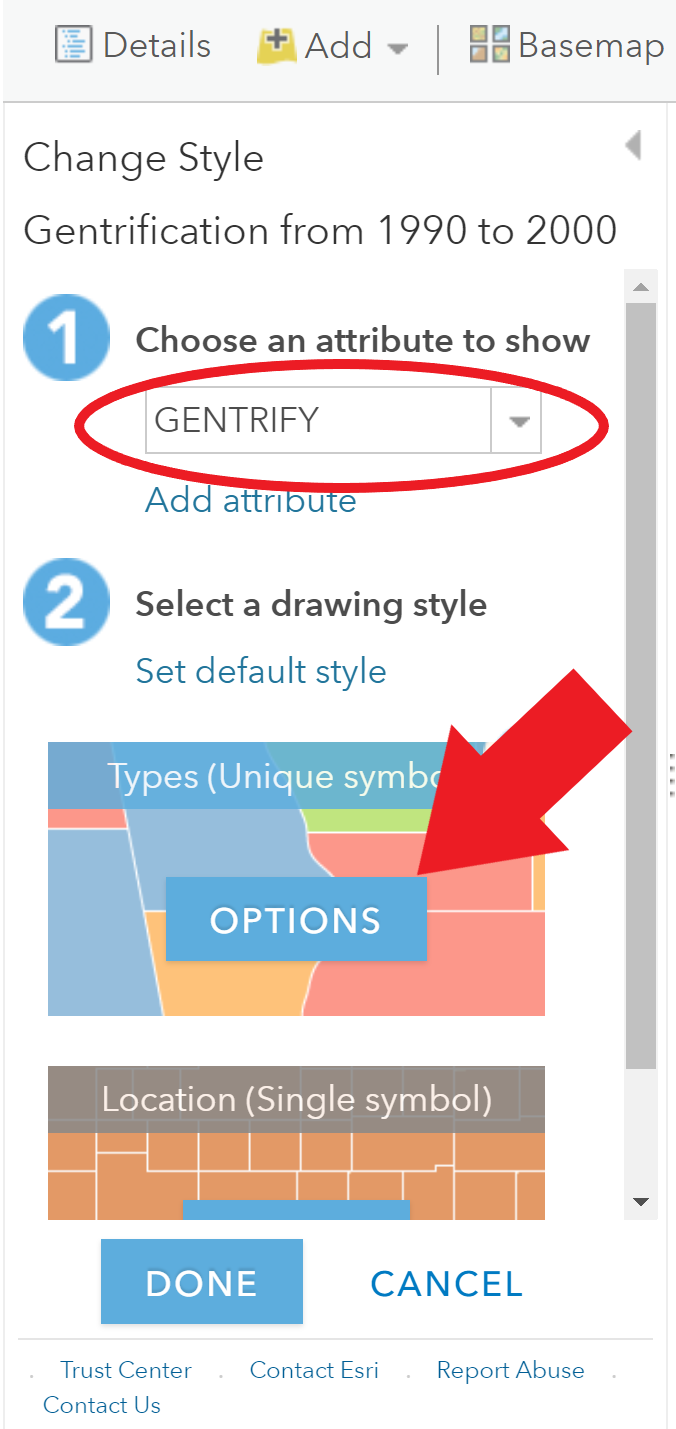 Details Add Basemap
Change Style
Gentrification from 1990 to 2000
1 Choose an attribute to show
GENTRIFY
Add attribute
2 Select a drawing style
Set default style
Types (Unique
OPTIONS
Location (Single symbol)
DONE CANCEL
. Trust Center . Contact Esri . Report Abuse .
Contact Us